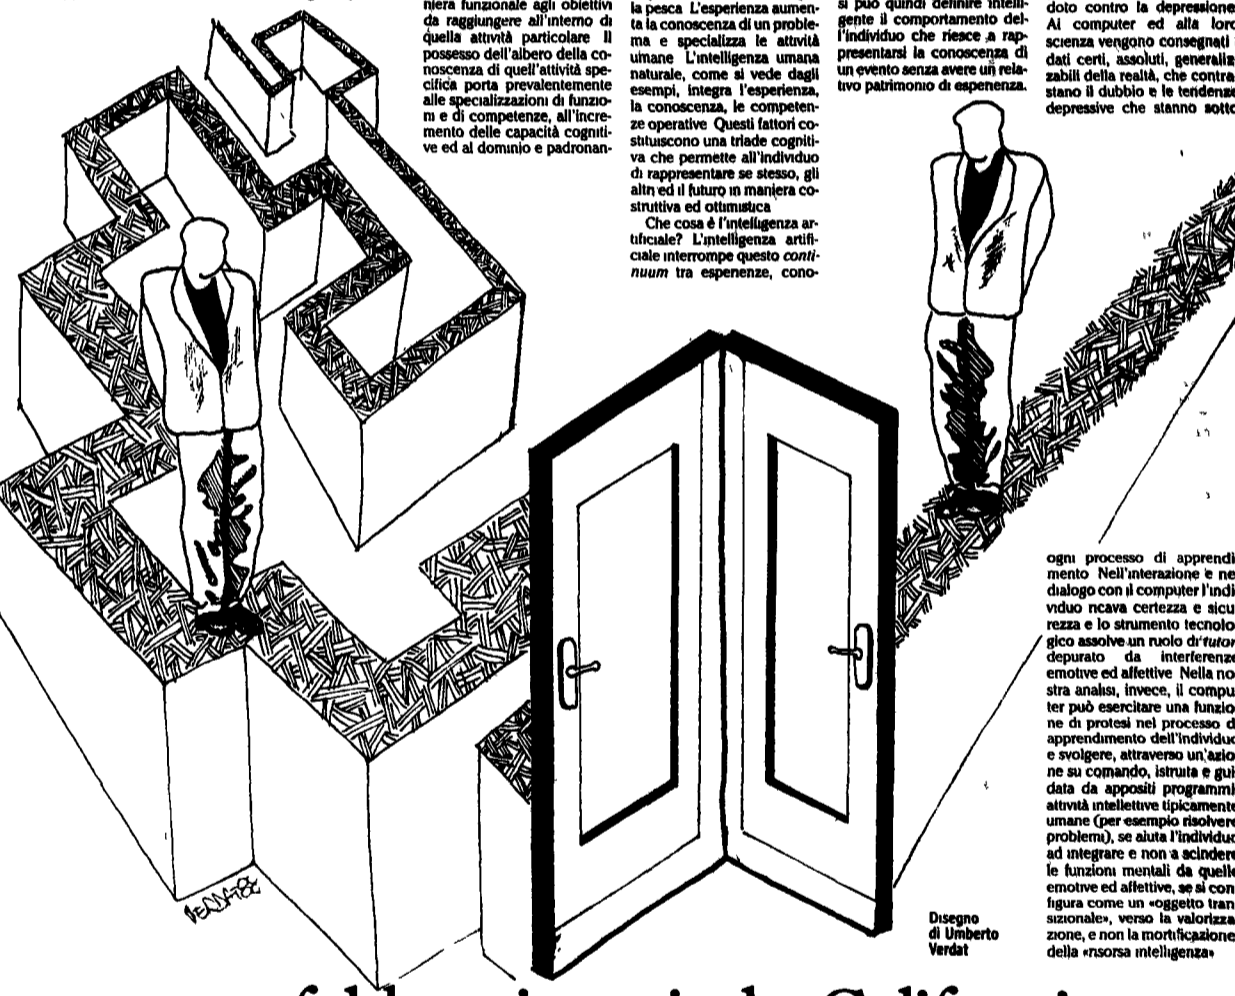 niera funzionale agli obiettivi
da raggiungere all'interno di
quella attività particolare Il
possesso dell'albero della co-
noscenza di quell'attività spe-
cifica porta prevalentemente
alle specializzazioni di funzio-
ni e di competenze, all'incre-
mento delle capacità cogniti-
ve ed al dominio e padronan-
la pesca L'esperienza aumen-
ta la conoscenza di un proble-
ma e specializza le attività
umane L'intelligenza umana
naturale, come si vede dagli
esempi, integra l'esperienza,
la conoscenza, le competen-
ze operative Questi fattori co-
stituiscono una triade cogniti-
va che permette all'individuo
di rappresentare se stesso, gli
altri ed il futuro in maniera co-
struttiva ed ottimistica
Che cosa é l'intelligenza ar-
tificiale? L'intelligenza artifi-
ciale interrompe questo conti-
nuum tra esperienze, cono-
si può quindi definire intelli-
gente il comportamento del-
l'individuo che riesce a rap-
presentarsi la conoscenza di
un evento senza avere un rela-
tivo patrimonio di esperienza.
doto contro la depressione
Al computer ed alla loro
scienza vengono consegnati
dati certi, assoluti, generaliz
zabili della realtà, che contra
stano il dubbio e le tendenze
depressive che stanno sotto
ogni processo di apprendi
mento Nell'interazione e ne
dialogo con il computer l'indi
viduo ricava certezza e sicu
rezza e lo strumento tecnolo
gico assolve un ruolo di tutor
depurato da interferenze
emotive ed affettive Nella no
stra analisi, invece, il compu
ter può esercitare una funzio
ne di protesi nel processo d
apprendimento dell'individuo
e svolgere, attraverso un'azio
ne su comando, istruita e gui
data da appositi programmi
attività intellettive tipicamente
umane (per esempio risolvere
problemi), se aiuta l'individuo
ad integrare e non a scindere
le funzioni mentali da quelle
emotive ed affettive, se si con
figura come un «oggetto tran
sizionale», verso la valorizza
zione, e non la mortificazione
della «risorsa intelligenza»
Disegno
di Umberto
Verdat